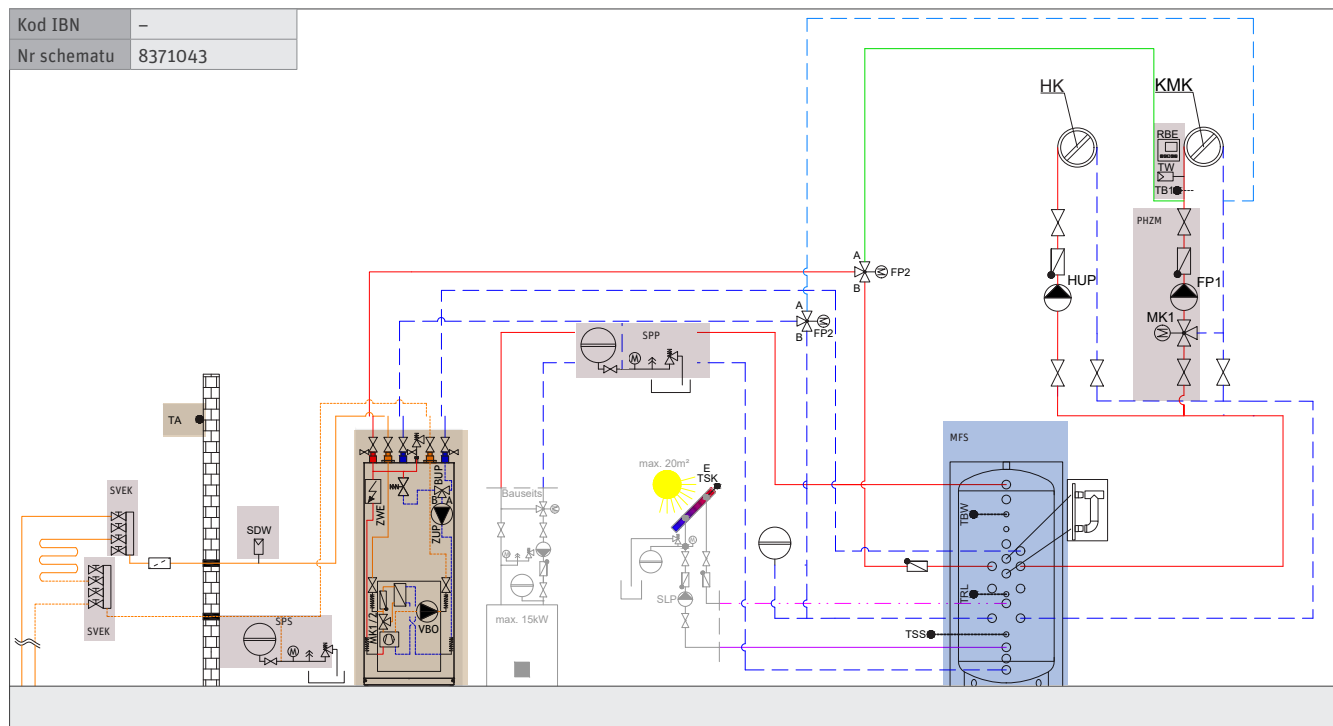 Kod IBN –
Nr schematu 8371043
HK
KMK
RBE
TW
TB1
PHZM
A
FP2
B
HUP
FP1
MK1
A
FP2
B
SPP
TA
MFS
max. 20m²
E
TSK
SVEK
Bauseits
BUP
B A
ZWE
ZUP
TBW
SDW
SLP
TRL
SVEK
SPS
MK1/2
VBO
max. 15kW
TSS